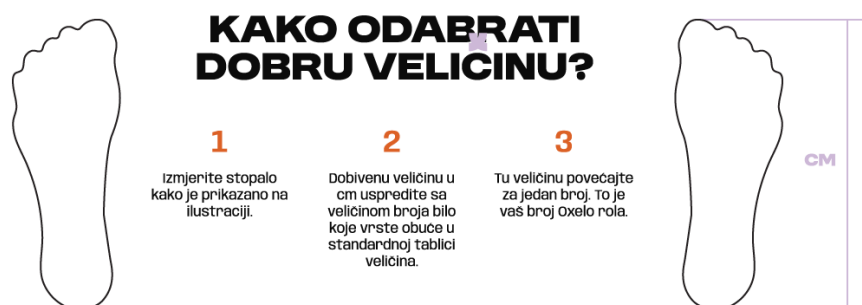 KAKO ODABRATI
DOBRU VELIČINU?
1
Izmjerite stopalo
kako je prikazano na
ilustraciji.
2
Dobivenu veličinu u
cm uspredite sa
veličinom broja bilo
koje vrste obuće u
standardnoj tablici
veličina.
3
Tu veličinu povećajte
za jedan broj. To je
vaš broj Oxelo rola.
CM